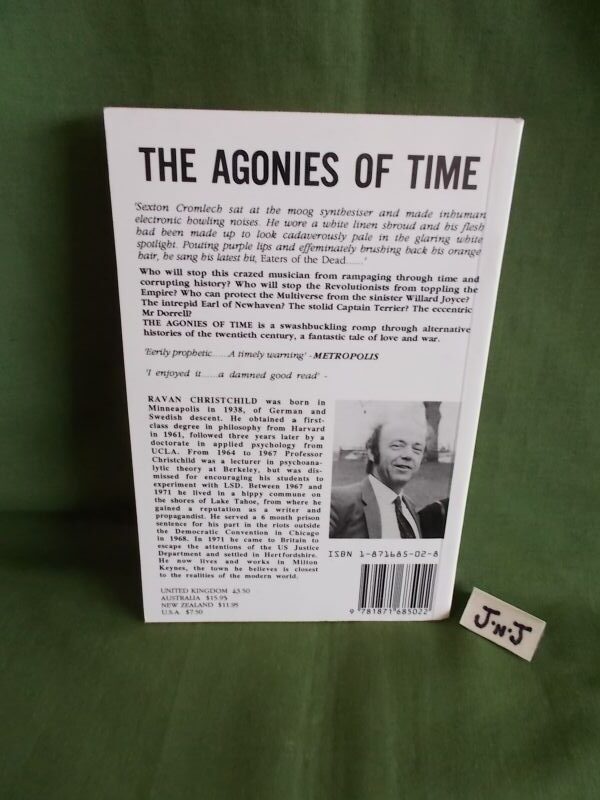 THE AGONIES OF TIME
'Sexton Cromlech sat at the moog synthesiser and made inhuman
electronic howling noises. He wore a white linen shroud and his flesh
had been made up to look cadaverously pale in the glaring white
spotlight. Pouting purple lips and effeminately brushing back his orange
hair, he sang his latest hit, Eaters of the Dead......'
Who will stop this crazed musician from rampaging through time and
corrupting history? Who will stop the Revolutionists from toppling the
Empire? Who can protect the Multiverse from the sinister Willard Joyce?
The intrepid Earl of Newhaven? The stolid Captain Terrier? The eccentric
Mr Dorrell?
THE AGONIES OF TIME is a swashbuckling romp through alternative
histories of the twentieth century, a fantastic tale of love and war.
'Eerily prophetic......A timely warning' - METROPOLIS
'I enjoyed it......a damned good read' -
RAVAN CHRISTCHILD was born in
Minneapolis in 1938, of German and
Swedish descent. He obtained a first-
class degree in philosophy from Harvard
in 1961, followed three years later by a
doctorate in applied psychology from
UCLA. From 1964 to 1967 Professor
Christchild was a lecturer in psychoana-
lytic theory at Berkeley, but was dis-
missed for encouraging his students to
experiment with LSD. Between 1967 and
1971 he lived in a hippy commune on
the shores of Lake Tahoe, from where he
gained a reputation as a writer and
propagandist. He served a 6 month prison
sentence for his part in the riots outside
the Democratic Convention in Chicago
in 1968. In 1971 he came to Britain to
escape the attentions of the US Justice
Department and settled in Hertfordshire.
He now lives and works in Milton
Keynes, the town he believes is closest
to the realities of the modern world.
ISBN 1-871685-02-8
UNITED KINGDOM £3.50
AUSTRALIA $15.95
NEW ZEALAND $11.95
U.S.A. $7.50
9 781871 685022
J·N·J